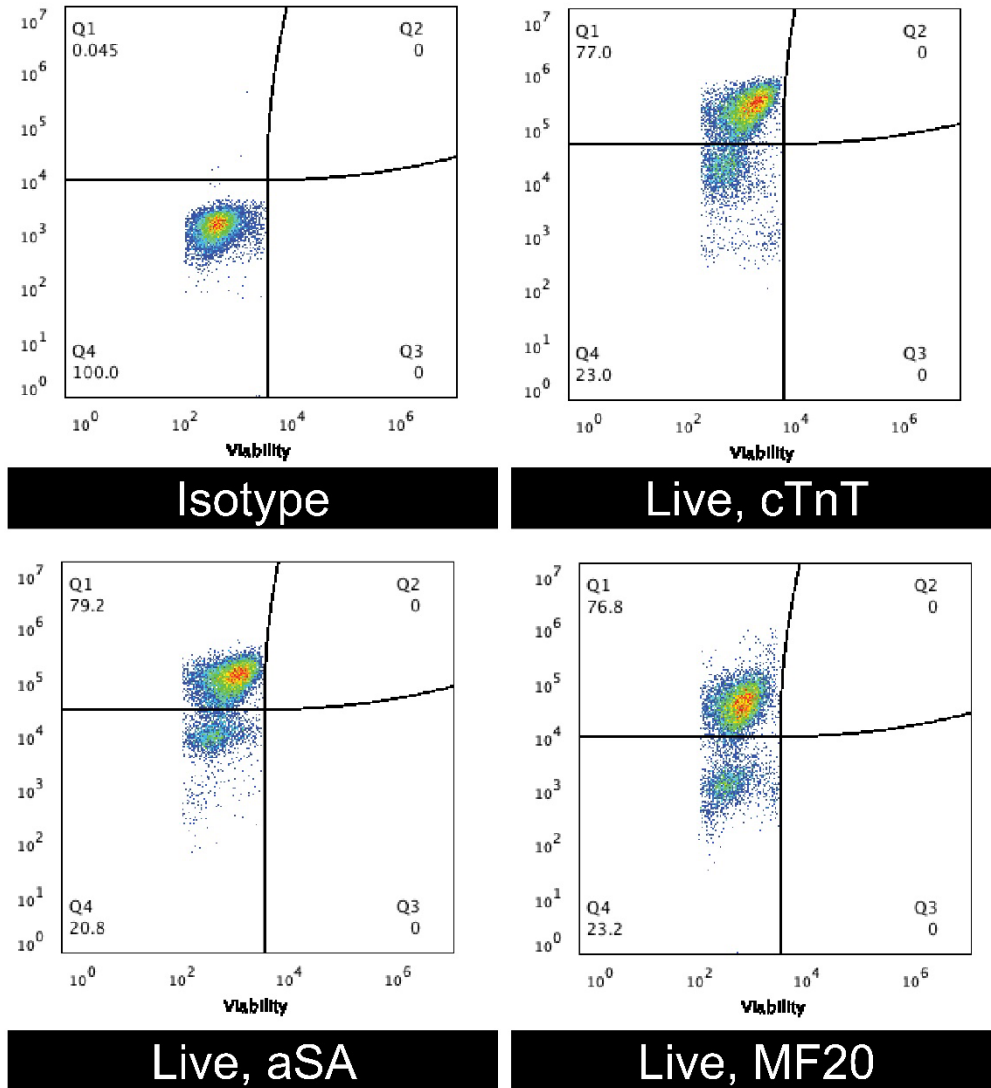 10^7
Q1
0.045
Q2
0
10^6
10^5
10^4
10^3
10^2
10^1
Q4
100.0
Q3
0
10^0
10^0
10^2
10^4
10^6
Viability
Isotype
10^7
Q1
77.0
Q2
0
10^6
10^5
10^4
10^3
10^2
10^1
Q4
23.0
Q3
0
10^0
10^0
10^2
10^4
10^6
Viability
Live, cTnT
10^7
Q1
79.2
Q2
0
10^6
10^5
10^4
10^3
10^2
10^1
Q4
20.8
Q3
0
10^0
10^0
10^2
10^4
10^6
Viability
Live, aSA
10^7
Q1
76.8
Q2
0
10^6
10^5
10^4
10^3
10^2
10^1
Q4
23.2
Q3
0
10^0
10^0
10^2
10^4
10^6
Viability
Live, MF20